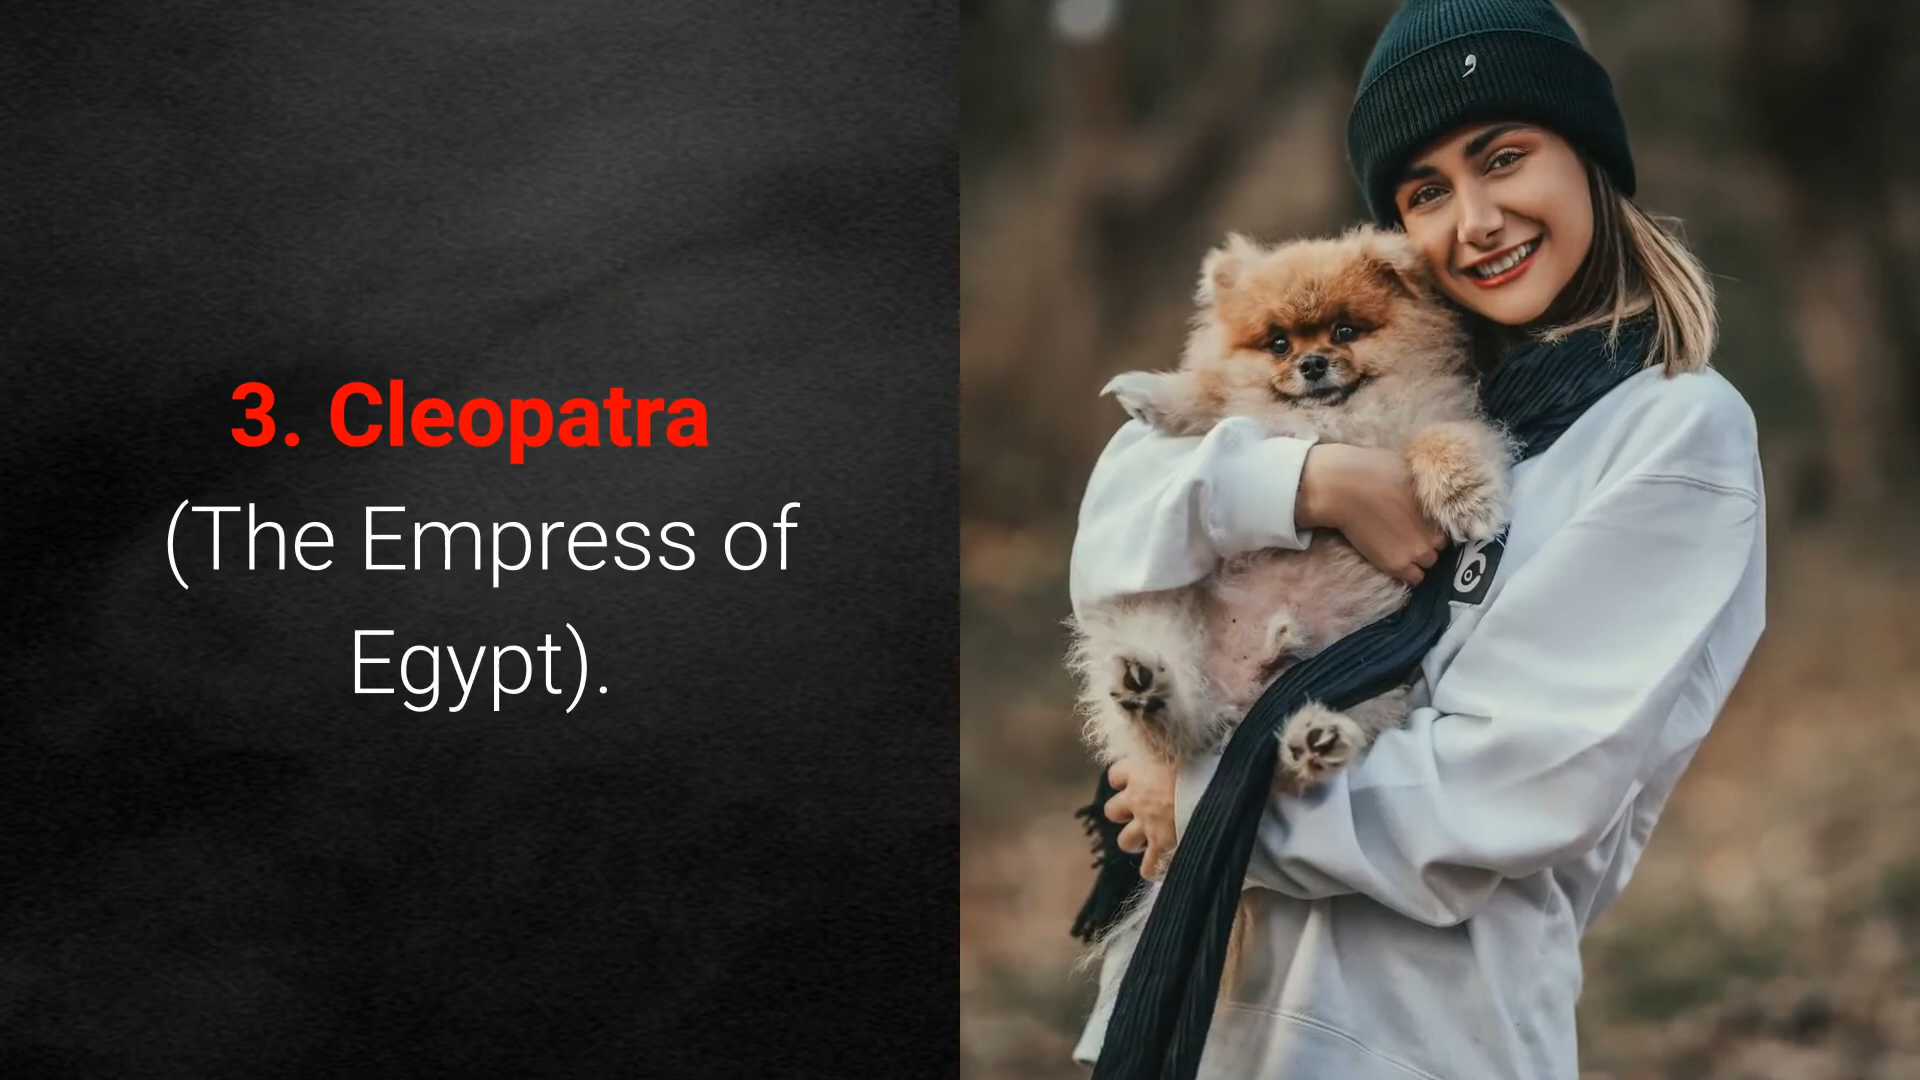 3. Cleopatra
(The Empress of
Egypt).